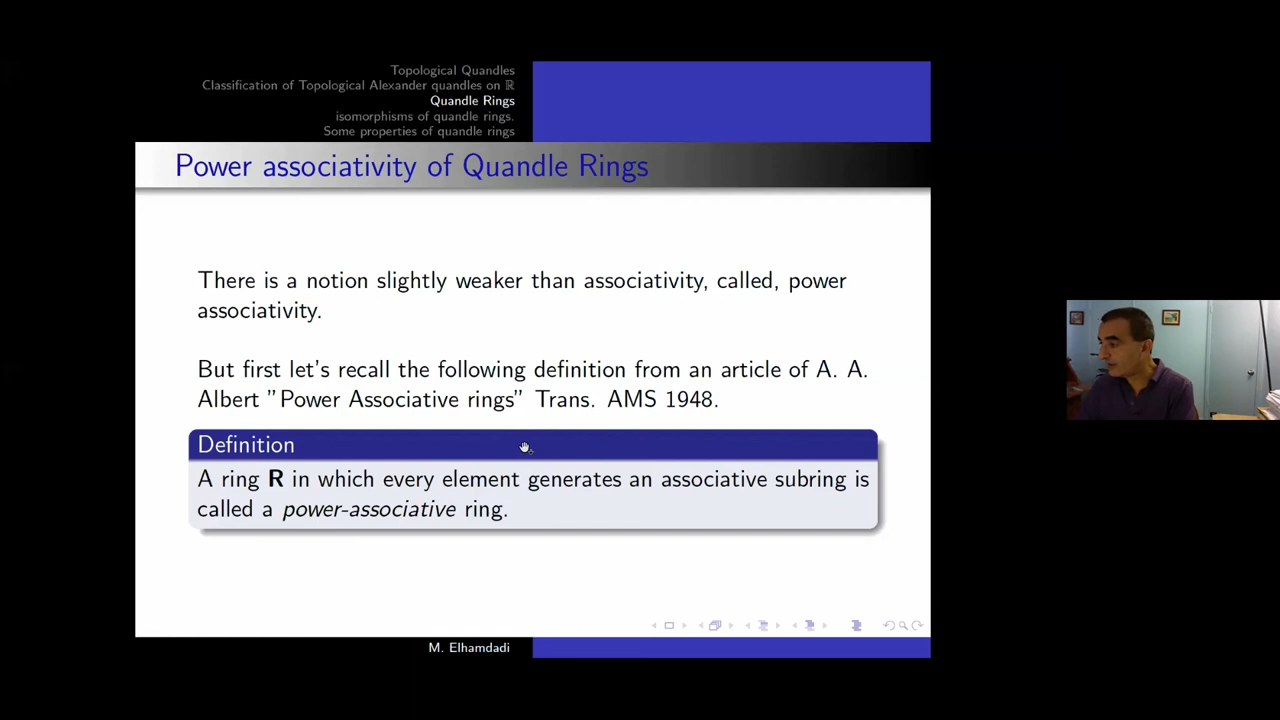 Topological Quandles
Classification of Topological Alexander quandles on ℝ
Quandle Rings
isomorphisms of quandle rings.
Some properties of quandle rings
Power associativity of Quandle Rings
There is a notion slightly weaker than associativity, called, power
associativity.
But first let's recall the following definition from an article of A. A.
Albert "Power Associative rings" Trans. AMS 1948.
Definition
A ring R in which every element generates an associative subring is
called a power-associative ring.
M. Elhamdadi